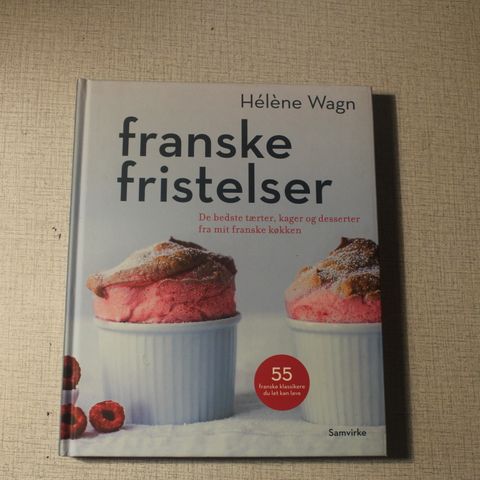 Hélène Wagn
franske
fristelser
De bedste tærter, kager og desserter
fra mit franske køkken
55
franske klassikere
du let kan lave
Samvirke